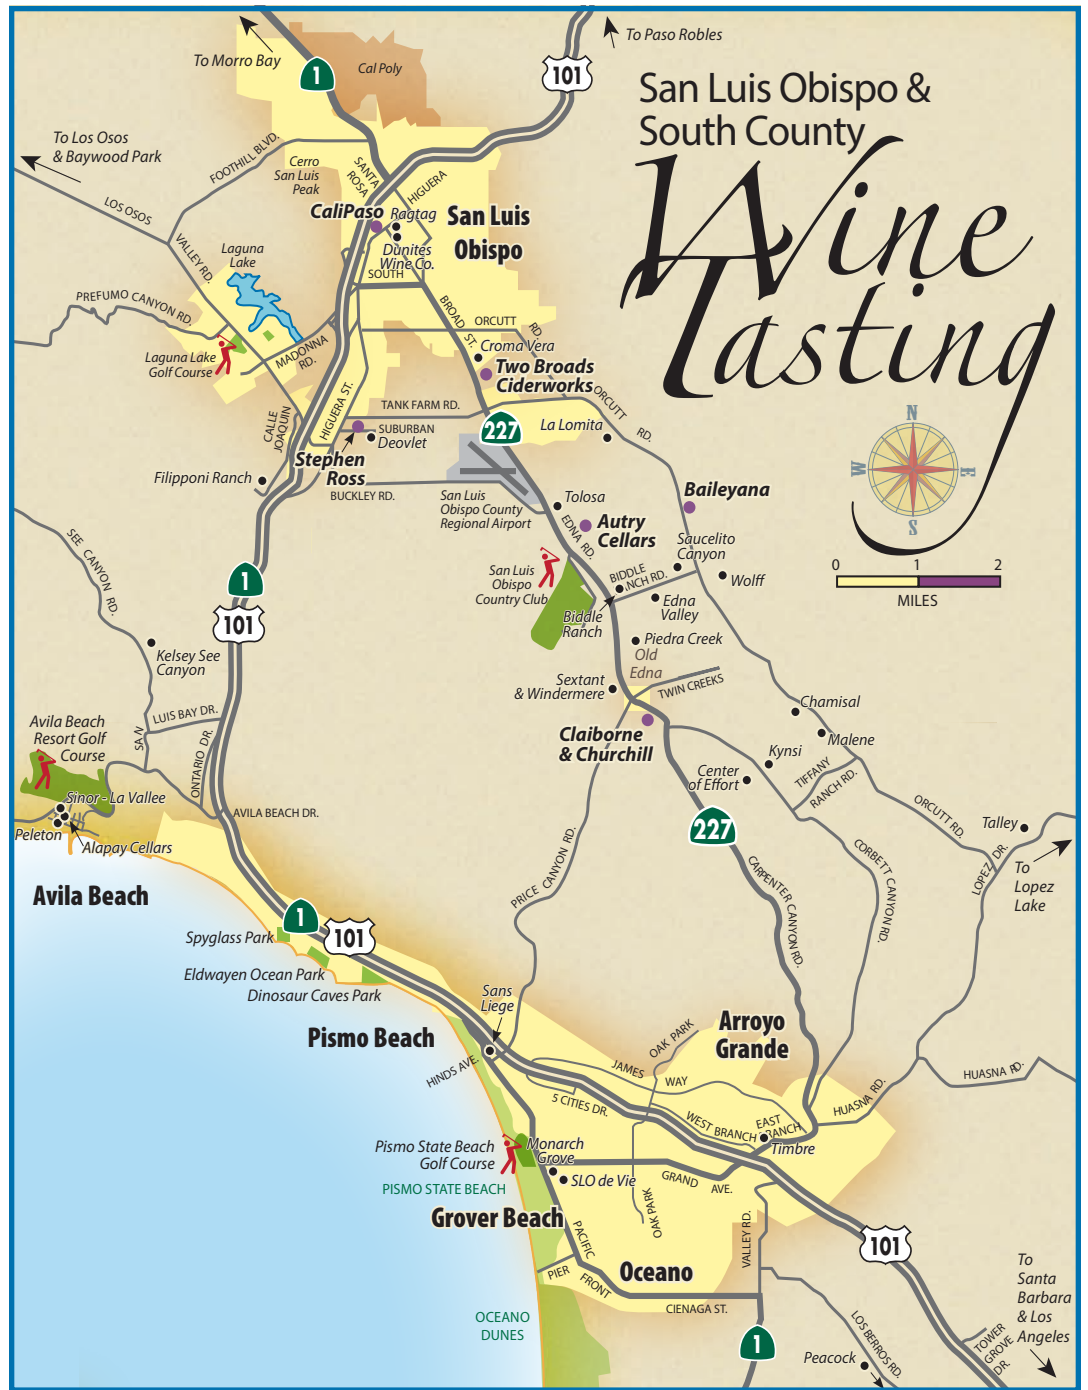 To Morro Bay
1
Cal Poly
101
To Paso Robles
San Luis Obispo &
South County
Wine
Tasting
To Los Osos
& Baywood Park
FOOTHILL BLVD.
Cerro
San Luis
Peak
SANTA
ROSA
HIGUERA
LOS OSOS
VALLEY RD.
CaliPaso
Ragtag
San Luis
Obispo
Dunites
Wine Co.
SOUTH
Laguna
Lake
PREFUMO CANYON RD.
Laguna Lake
Golf Course
MADONNA
RD.
BROAD
ST.
ORCUTT
RD.
Croma Vera
Two Broads
Ciderworks
ORCUTT
RD.
CALLE
JOAQUIN
HIGUERA ST.
TANK FARM RD.
SUBURBAN
Deovlet
227
La Lomita
Stephen
Ross
Filipponi Ranch
BUCKLEY RD.
San Luis
Obispo County
Regional Airport
Tolosa
EDNA RD.
Autry
Cellars
Baileyana
N
W
E
S
0 1 2
MILES
SEE CANYON RD.
1
101
San Luis
Obispo
Country Club
Saucelito
Canyon
BIDDLE
NCH RD.
Wolff
Biddle
Ranch
Edna
Valley
Piedra Creek
Old
Edna
Kelsey See
Canyon
Sextant
& Windermere
TWIN CREEKS
Claiborne
& Churchill
Chamisal
Malene
Kynsi
Center
of Effort
TIFFANY
RANCH RD.
Avila Beach
Resort Golf
Course
SAN
LUIS BAY DR.
ONTARIO DR.
AVILA BEACH DR.
Sinor - La Vallee
Peleton
Alapay Cellars
Avila Beach
227
ORCUTT RD.
Talley
LOPEZ DR.
To
Lopez
Lake
PRICE CANYON RD.
CARPENTER CANYON RD.
CORBETT CANYON RD.
1
101
Spyglass Park
Eldwayen Ocean Park
Dinosaur Caves Park
Sans
Liege
Pismo Beach
HINDS AVE.
Arroyo
Grande
OAK PARK
JAMES
WAY
5 CITIES DR.
WEST BRANCH
EAST
BRANCH
Timbre
HUASNA RD.
HUASNA RD.
Pismo State Beach
Golf Course
PISMO STATE BEACH
Monarch
Grove
SLO de Vie
GRAND
AVE.
OAK PARK
Grover Beach
VALLEY RD.
101
PACIFIC
PIER
FRONT
Oceano
CIENAGA ST.
OCEANO
DUNES
1
LOS BERROS RD.
Peacock
TOWER
GROVE
DR.
To
Santa
Barbara
& Los
Angeles